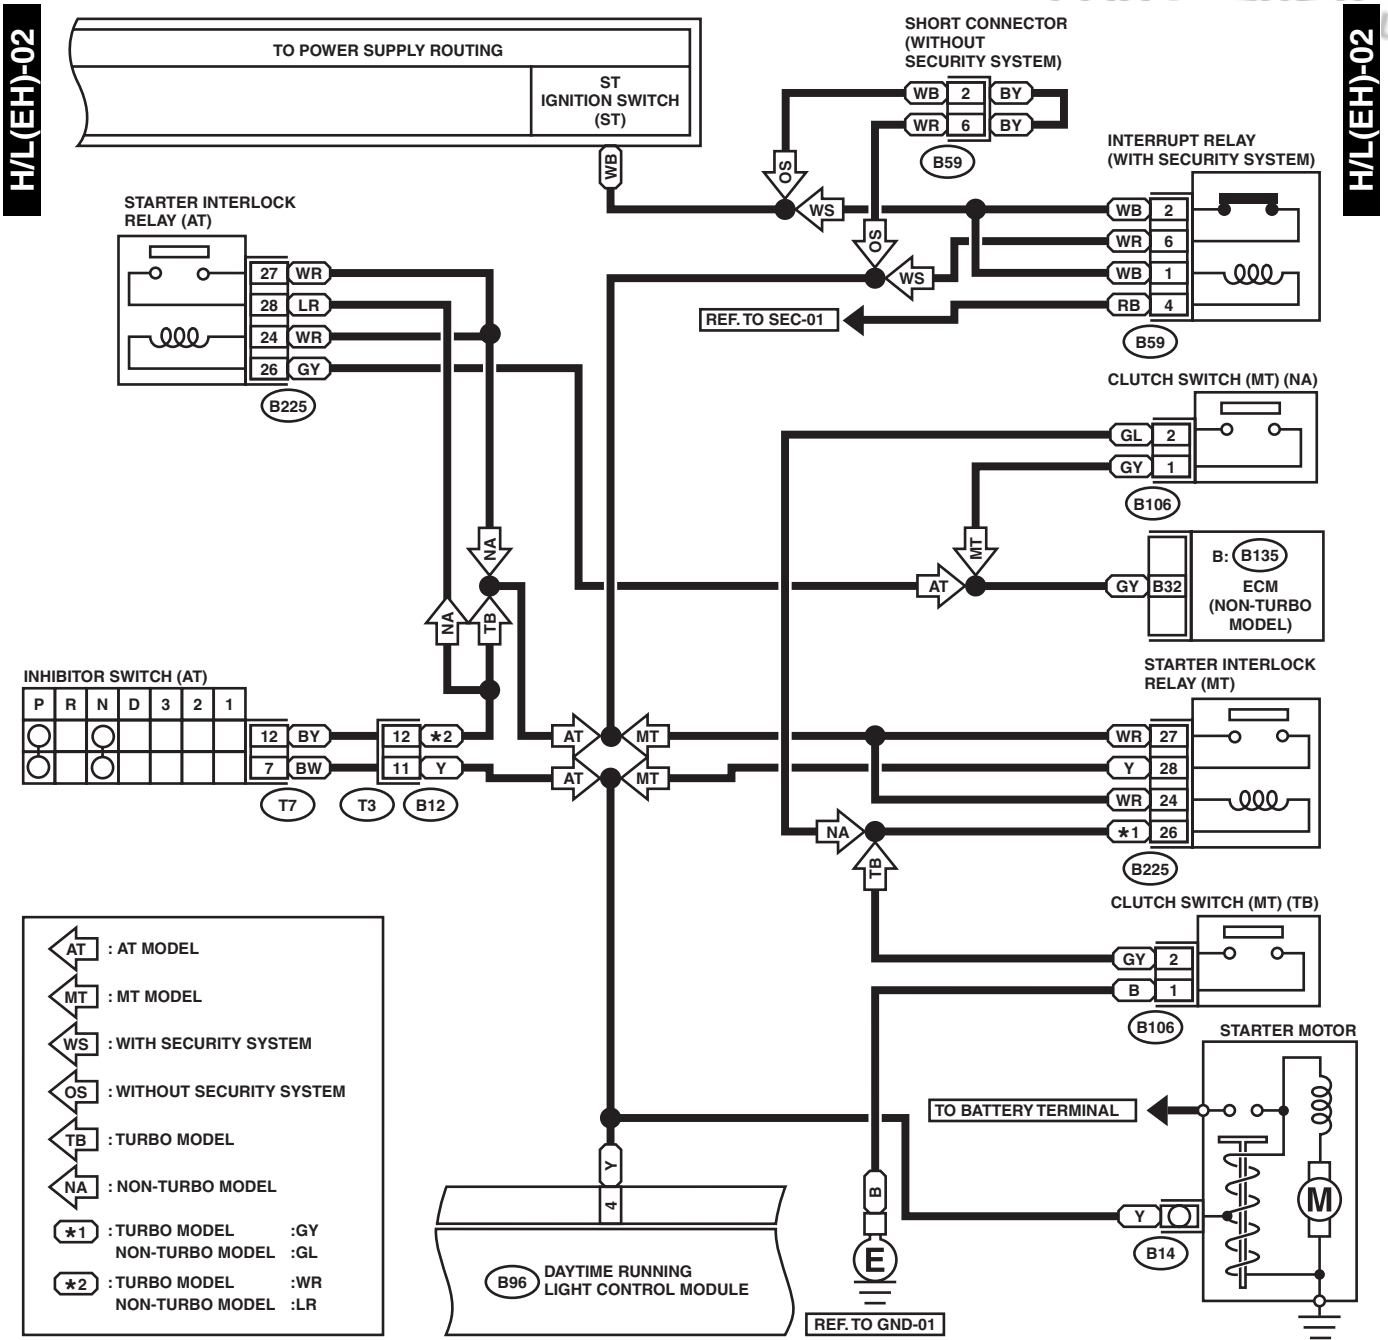 H/L(EH)-02
H/L(EH)-02
TO POWER SUPPLY ROUTING
ST
IGNITION SWITCH
(ST)
WB
SHORT CONNECTOR
(WITHOUT
SECURITY SYSTEM)
WB 2 BY
WR 6 BY
B59
OS
WS
OS
WS
INTERRUPT RELAY
(WITH SECURITY SYSTEM)
WB 2
WR 6
WB 1
RB 4
B59
REF. TO SEC-01
STARTER INTERLOCK
RELAY (AT)
27 WR
28 LR
24 WR
26 GY
B225
CLUTCH SWITCH (MT) (NA)
GL 2
GY 1
B106
NA
MT
AT
GY B32
B: B135
ECM
(NON-TURBO
MODEL)
NA
TB
INHIBITOR SWITCH (AT)
P R N D 3 2 1
12 BY
7 BW
12 *2
11 Y
T7
T3
B12
AT
MT
AT
MT
STARTER INTERLOCK
RELAY (MT)
WR 27
Y 28
WR 24
*1 26
B225
NA
TB
CLUTCH SWITCH (MT) (TB)
GY 2
B 1
B106
AT : AT MODEL
MT : MT MODEL
WS : WITH SECURITY SYSTEM
OS : WITHOUT SECURITY SYSTEM
TB : TURBO MODEL
NA : NON-TURBO MODEL
*1 : TURBO MODEL :GY
NON-TURBO MODEL :GL
*2 : TURBO MODEL :WR
NON-TURBO MODEL :LR
STARTER MOTOR
TO BATTERY TERMINAL
M
Y
B14
Y
4
B96
DAYTIME RUNNING
LIGHT CONTROL MODULE
B
E
REF. TO GND-01